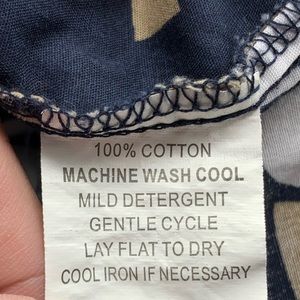 100% COTTON
MACHINE WASH COOL
MILD DETERGENT
GENTLE CYCLE
LAY FLAT TO DRY
COOL IRON IF NECESSARY